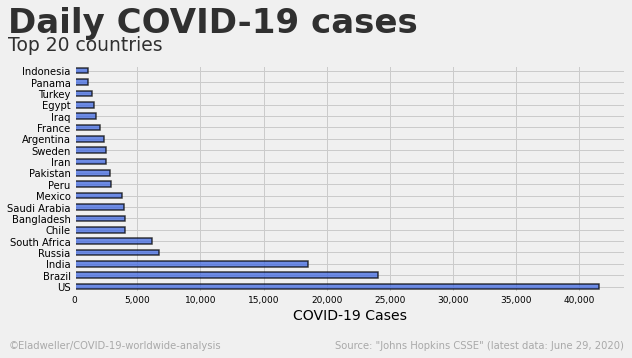 Daily COVID-19 cases
Top 20 countries
Indonesia
Panama
Turkey
Egypt
Iraq
France
Argentina
Sweden
Iran
Pakistan
Peru
Mexico
Saudi Arabia
Bangladesh
Chile
South Africa
Russia
India
Brazil
US
0 5,000 10,000 15,000 20,000 25,000 30,000 35,000 40,000
COVID-19 Cases
©Eladweller/COVID-19-worldwide-analysis Source: "Johns Hopkins CSSE" (latest data: June 29, 2020)